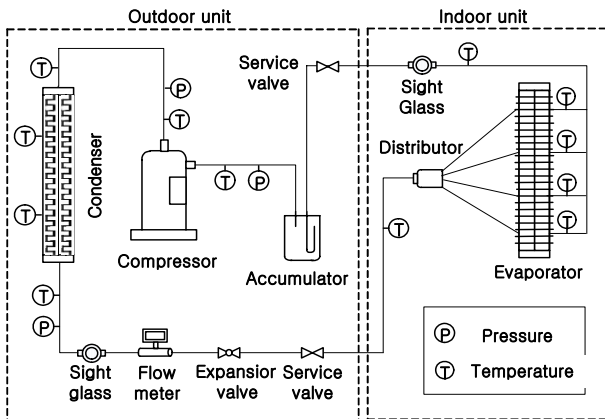 Outdoor unit
Indoor unit
T
P
T
T
T
Condenser
Compressor
T
P
Service
valve
Accumulator
Sight
Glass
T
Distributor
T
T
T
T
T
Evaporator
T
P
Sight
glass
Flow
meter
Expansior
valve
Service
valve
P Pressure
T Temperature